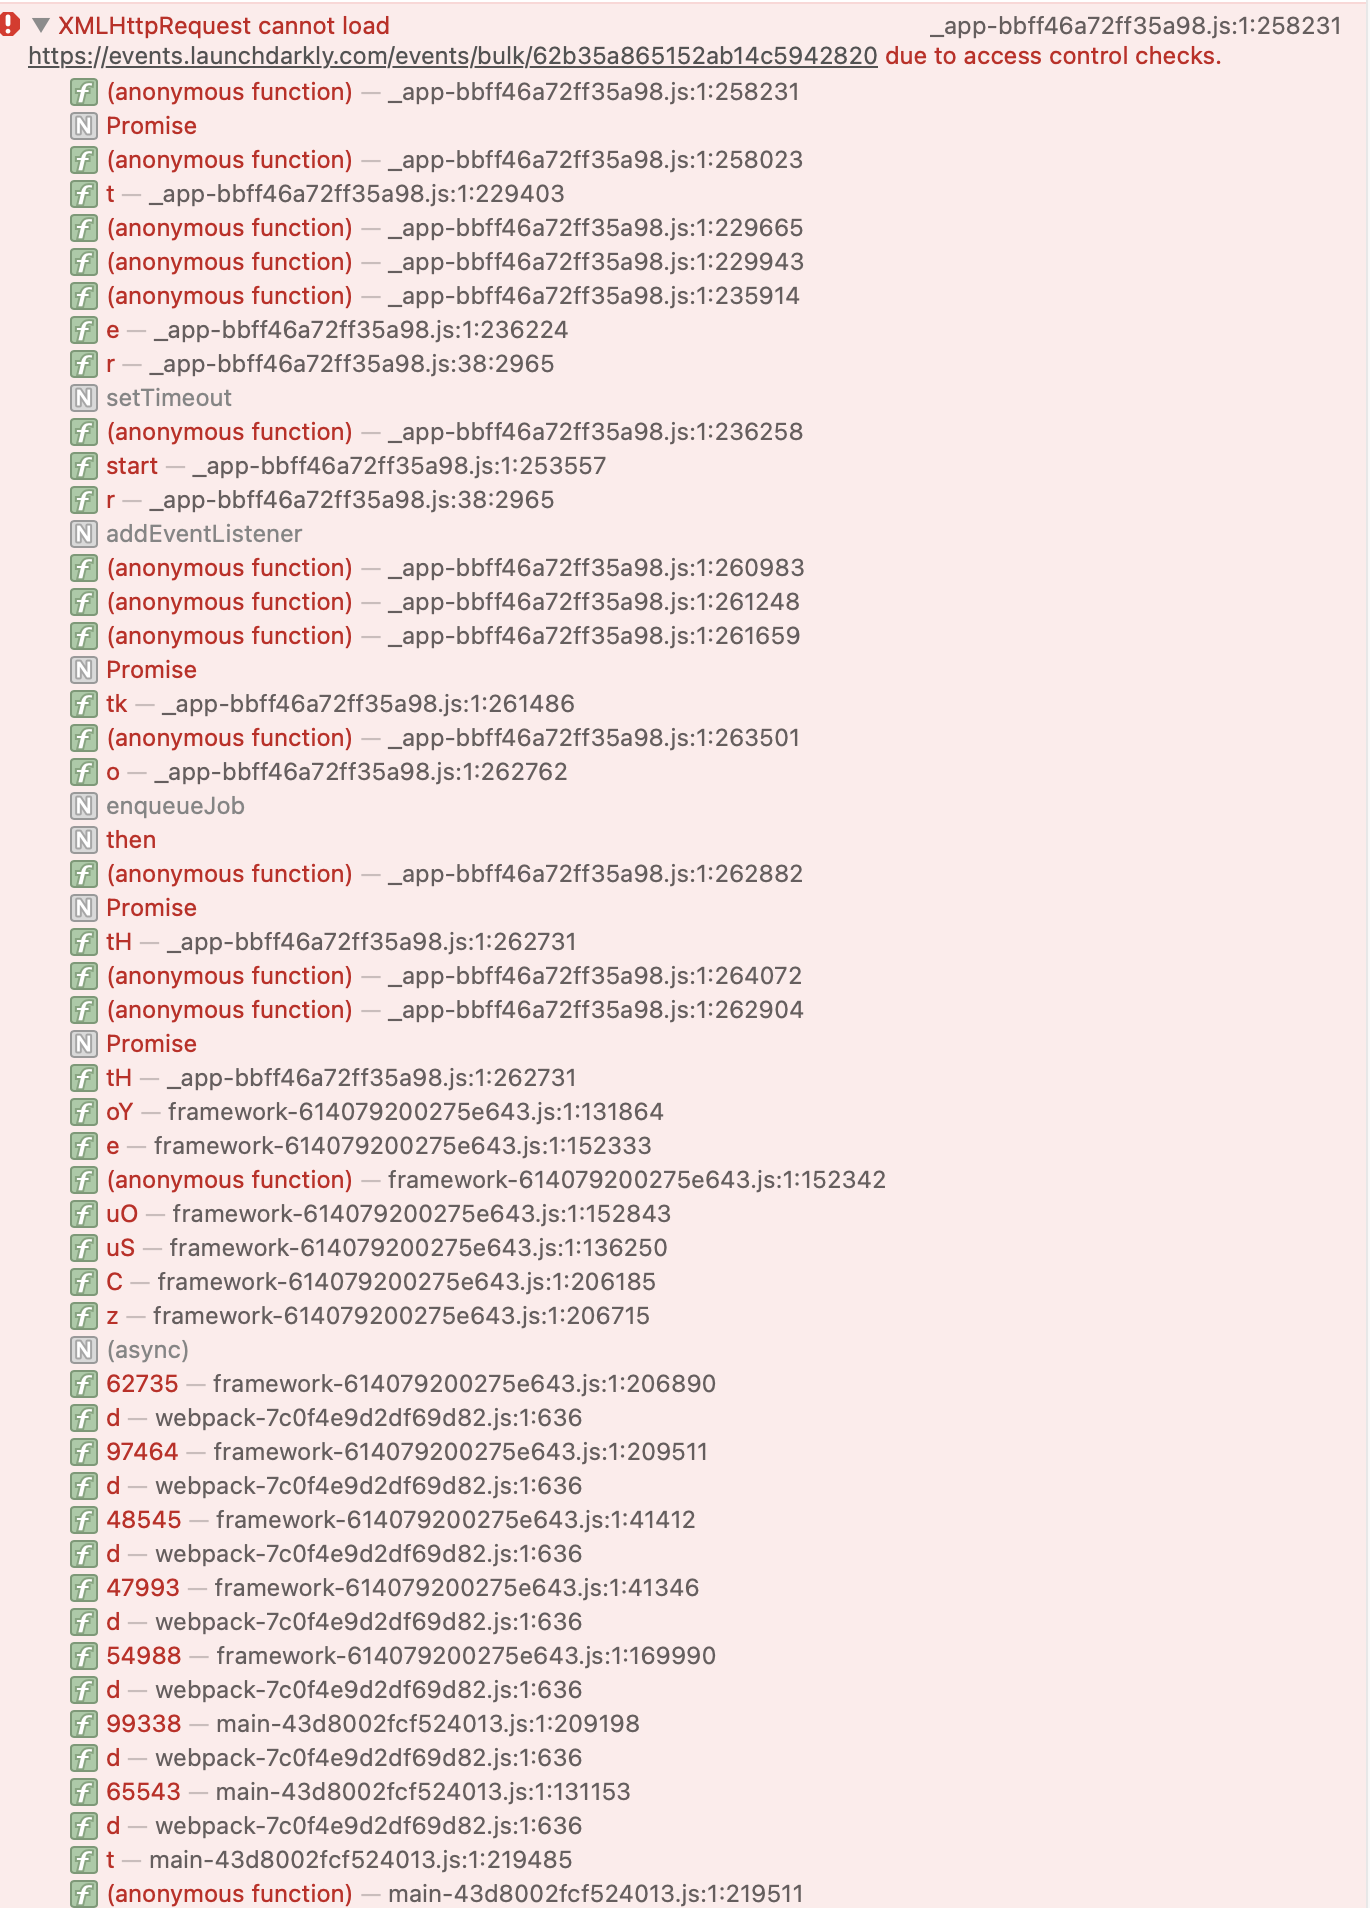 XMLHttpRequest cannot load _app-bbff46a72ff35a98.js:1:258231
https://events.launchdarkly.com/events/bulk/62b35a865152ab14c5942820 due to access control checks.
f (anonymous function) — _app-bbff46a72ff35a98.js:1:258231
N Promise
f (anonymous function) — _app-bbff46a72ff35a98.js:1:258023
f t — _app-bbff46a72ff35a98.js:1:229403
f (anonymous function) — _app-bbff46a72ff35a98.js:1:229665
f (anonymous function) — _app-bbff46a72ff35a98.js:1:229943
f (anonymous function) — _app-bbff46a72ff35a98.js:1:235914
f e — _app-bbff46a72ff35a98.js:1:236224
f r — _app-bbff46a72ff35a98.js:38:2965
N setTimeout
f (anonymous function) — _app-bbff46a72ff35a98.js:1:236258
f start — _app-bbff46a72ff35a98.js:1:253557
f r — _app-bbff46a72ff35a98.js:38:2965
N addEventListener
f (anonymous function) — _app-bbff46a72ff35a98.js:1:260983
f (anonymous function) — _app-bbff46a72ff35a98.js:1:261248
f (anonymous function) — _app-bbff46a72ff35a98.js:1:261659
N Promise
f tk — _app-bbff46a72ff35a98.js:1:261486
f (anonymous function) — _app-bbff46a72ff35a98.js:1:263501
f o — _app-bbff46a72ff35a98.js:1:262762
N enqueueJob
N then
f (anonymous function) — _app-bbff46a72ff35a98.js:1:262882
N Promise
f tH — _app-bbff46a72ff35a98.js:1:262731
f (anonymous function) — _app-bbff46a72ff35a98.js:1:264072
f (anonymous function) — _app-bbff46a72ff35a98.js:1:262904
N Promise
f tH — _app-bbff46a72ff35a98.js:1:262731
f oY — framework-614079200275e643.js:1:131864
f e — framework-614079200275e643.js:1:152333
f (anonymous function) — framework-614079200275e643.js:1:152342
f uO — framework-614079200275e643.js:1:152843
f uS — framework-614079200275e643.js:1:136250
f C — framework-614079200275e643.js:1:206185
f z — framework-614079200275e643.js:1:206715
N (async)
f 62735 — framework-614079200275e643.js:1:206890
f d — webpack-7c0f4e9d2df69d82.js:1:636
f 97464 — framework-614079200275e643.js:1:209511
f d — webpack-7c0f4e9d2df69d82.js:1:636
f 48545 — framework-614079200275e643.js:1:41412
f d — webpack-7c0f4e9d2df69d82.js:1:636
f 47993 — framework-614079200275e643.js:1:41346
f d — webpack-7c0f4e9d2df69d82.js:1:636
f 54988 — framework-614079200275e643.js:1:169990
f d — webpack-7c0f4e9d2df69d82.js:1:636
f 99338 — main-43d8002fcf524013.js:1:209198
f d — webpack-7c0f4e9d2df69d82.js:1:636
f 65543 — main-43d8002fcf524013.js:1:131153
f d — webpack-7c0f4e9d2df69d82.js:1:636
f t — main-43d8002fcf524013.js:1:219485
f (anonymous function) — main-43d8002fcf524013.js:1:219511